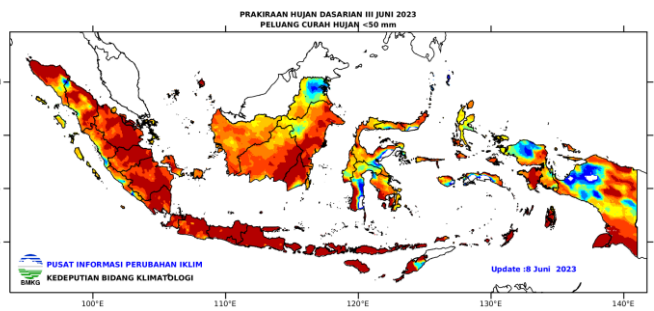 PRAKIRAAN HUJAN DASARIAN III JUNI 2023
PELUANG CURAH HUJAN <50 mm
PUSAT INFORMASI PERUBAHAN IKLIM
KEDEPUTIAN BIDANG KLIMATOLOGI
BMKG
Update :8 Juni 2023
100°E 110°E 120°E 130°E 140°E